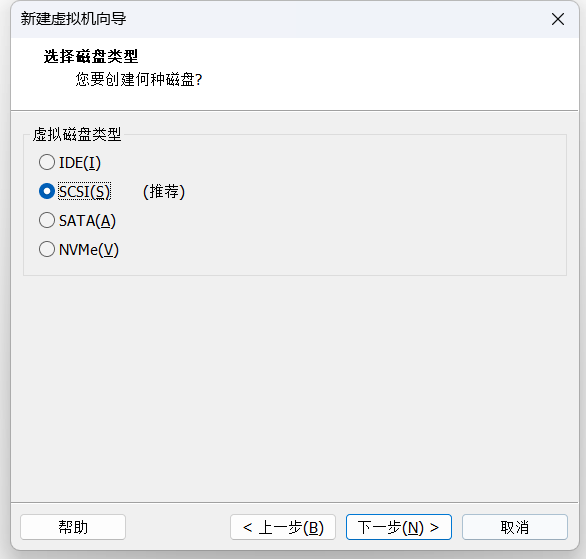 新建虚拟机向导
选择磁盘类型
您要创建何种磁盘?
虚拟磁盘类型
IDE(I)
SCSI(S) (推荐)
SATA(A)
NVMe(V)
帮助 < 上一步(B) 下一步(N) > 取消